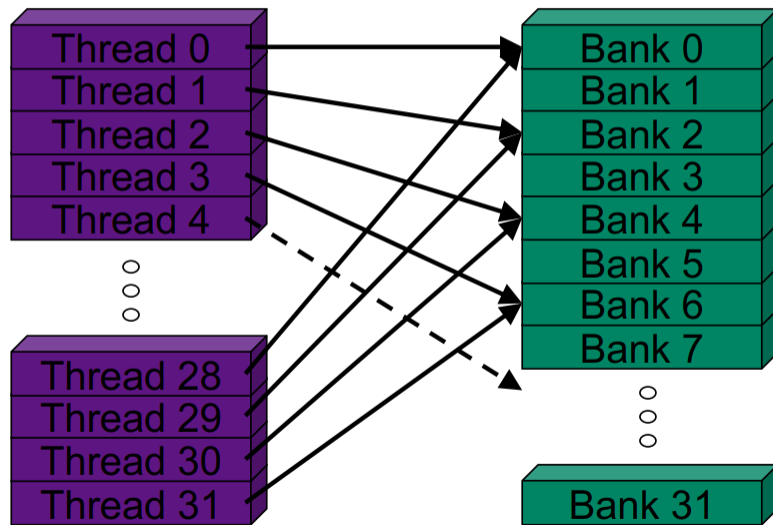 Thread 0
Thread 1
Thread 2
Thread 3
Thread 4
Thread 28
Thread 29
Thread 30
Thread 31
Bank 0
Bank 1
Bank 2
Bank 3
Bank 4
Bank 5
Bank 6
Bank 7
Bank 31